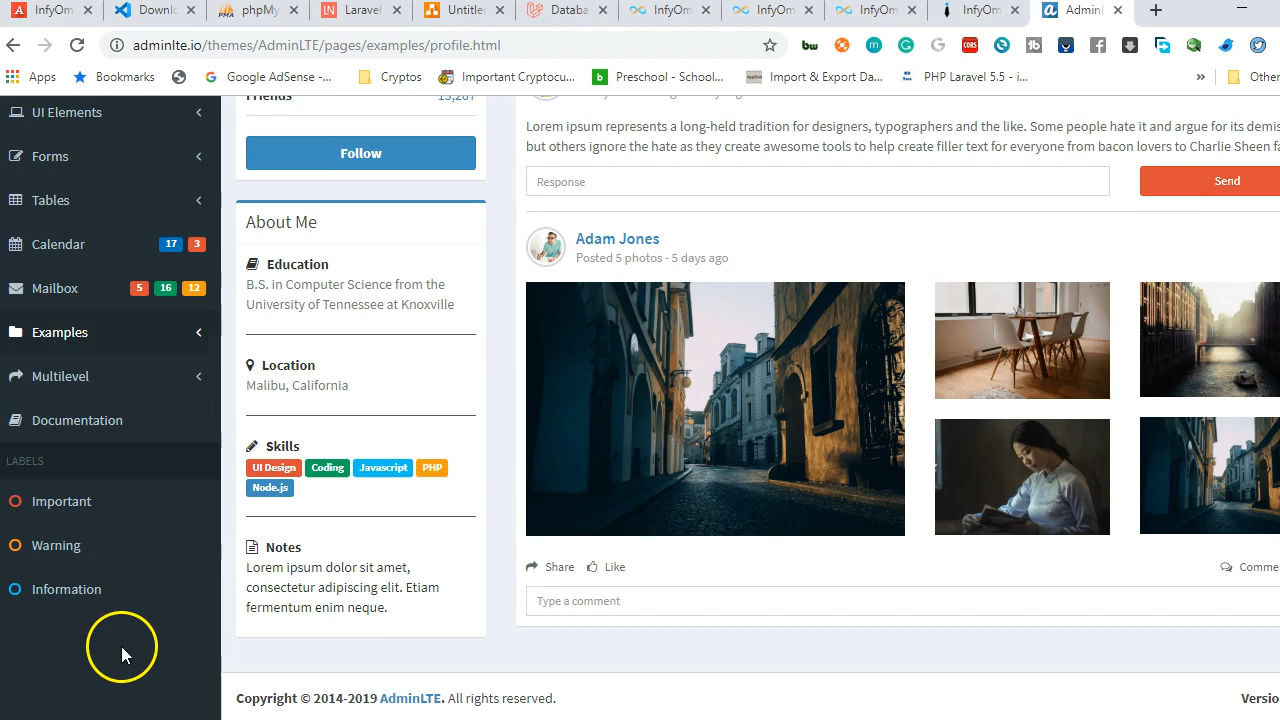 InfyOm
Downl
phpMy
Laravel
Untitle
Databa
InfyOm
InfyOm
InfyOm
InfyOm
AdminL
adminlte.io/themes/AdminLTE/pages/examples/profile.html
Apps
Bookmarks
Google AdSense -...
Cryptos
Important Cryptocu...
Preschool - School...
Import & Export Da...
PHP Laravel 5.5 - i...
Othe
UI Elements
Forms
Tables
Calendar 17 3
Mailbox 5 16 12
Examples
Multilevel
Documentation
LABELS
Important
Warning
Information
Friends 13,287
Follow
About Me
Education
B.S. in Computer Science from the
University of Tennessee at Knoxville
Location
Malibu, California
Skills
UI Design Coding Javascript PHP
Node.js
Notes
Lorem ipsum dolor sit amet,
consectetur adipiscing elit. Etiam
fermentum enim neque.
Lorem ipsum represents a long-held tradition for designers, typographers and the like. Some people hate it and argue for its demis
but others ignore the hate as they create awesome tools to help create filler text for everyone from bacon lovers to Charlie Sheen fa
Response Send
Adam Jones
Posted 5 photos - 5 days ago
Share Like Comme
Type a comment
Copyright © 2014-2019 AdminLTE. All rights reserved. Versio